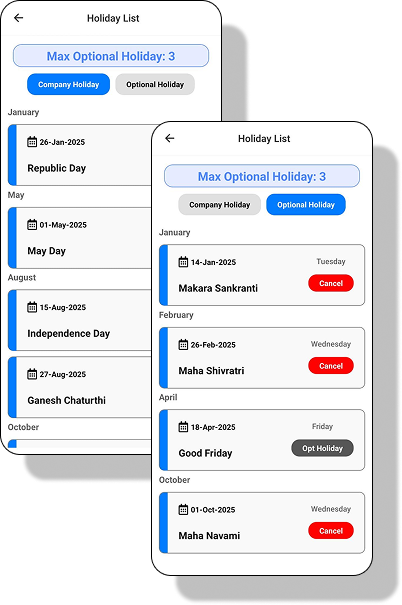 Holiday List
Max Optional Holiday: 3
Company Holiday
Optional Holiday
January
26-Jan-2025
Republic Day
May
01-May-2025
May Day
August
15-Aug-2025
Independence Day
27-Aug-2025
Ganesh Chaturthi
October
Holiday List
Max Optional Holiday: 3
Company Holiday
Optional Holiday
January
14-Jan-2025
Tuesday
Makara Sankranti
Cancel
February
26-Feb-2025
Wednesday
Maha Shivratri
Cancel
April
18-Apr-2025
Friday
Good Friday
Opt Holiday
October
01-Oct-2025
Wednesday
Maha Navami
Cancel